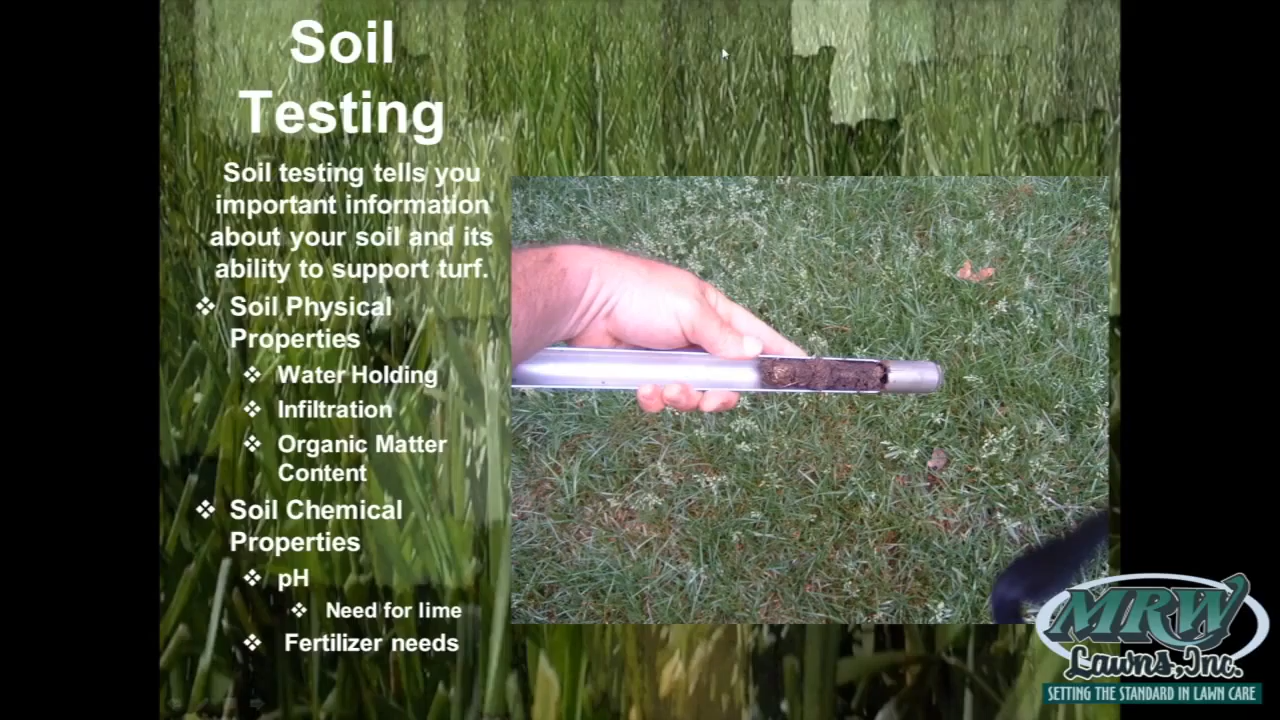 Soil
Testing
Soil testing tells you
important information
about your soil and its
ability to support turf.
❖ Soil Physical
Properties
❖ Water Holding
❖ Infiltration
❖ Organic Matter
Content
❖ Soil Chemical
Properties
❖ pH
❖ Need for lime
❖ Fertilizer needs
MRW
Lawns, Inc.
SETTING THE STANDARD IN LAWN CARE